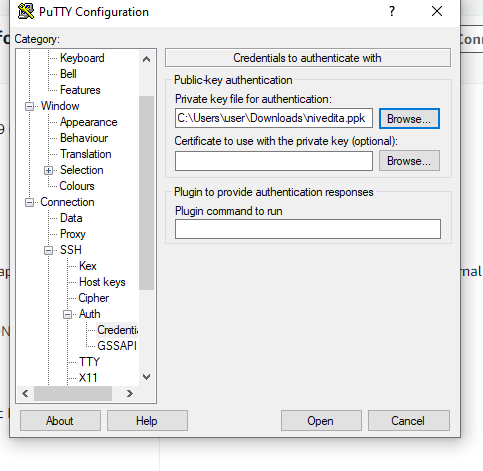 PuTTY Configuration
?
Category:
Keyboard
Bell
Features
Window
Appearance
Behaviour
Translation
Selection
Colours
Connection
Data
Proxy
SSH
Kex
Host keys
Cipher
Auth
Credentia
GSSAPI
TTY
X11
Credentials to authenticate with
Public-key authentication
Private key file for authentication:
C:\Users\user\Downloads\nivedita.ppk
Browse...
Certificate to use with the private key (optional):
Browse...
Plugin to provide authentication responses
Plugin command to run
About
Help
Open
Cancel
Conn
rnal